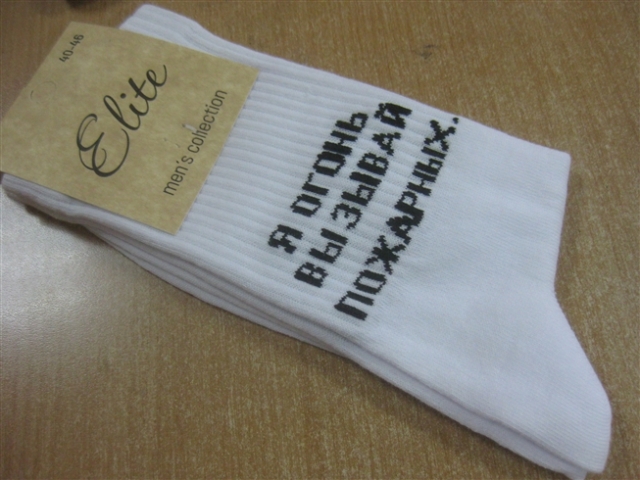 40-46
Elite
men's collection
Я ОГОНЬ
ВЫЗЫВАЙ
ПОЖАРНЫХ.